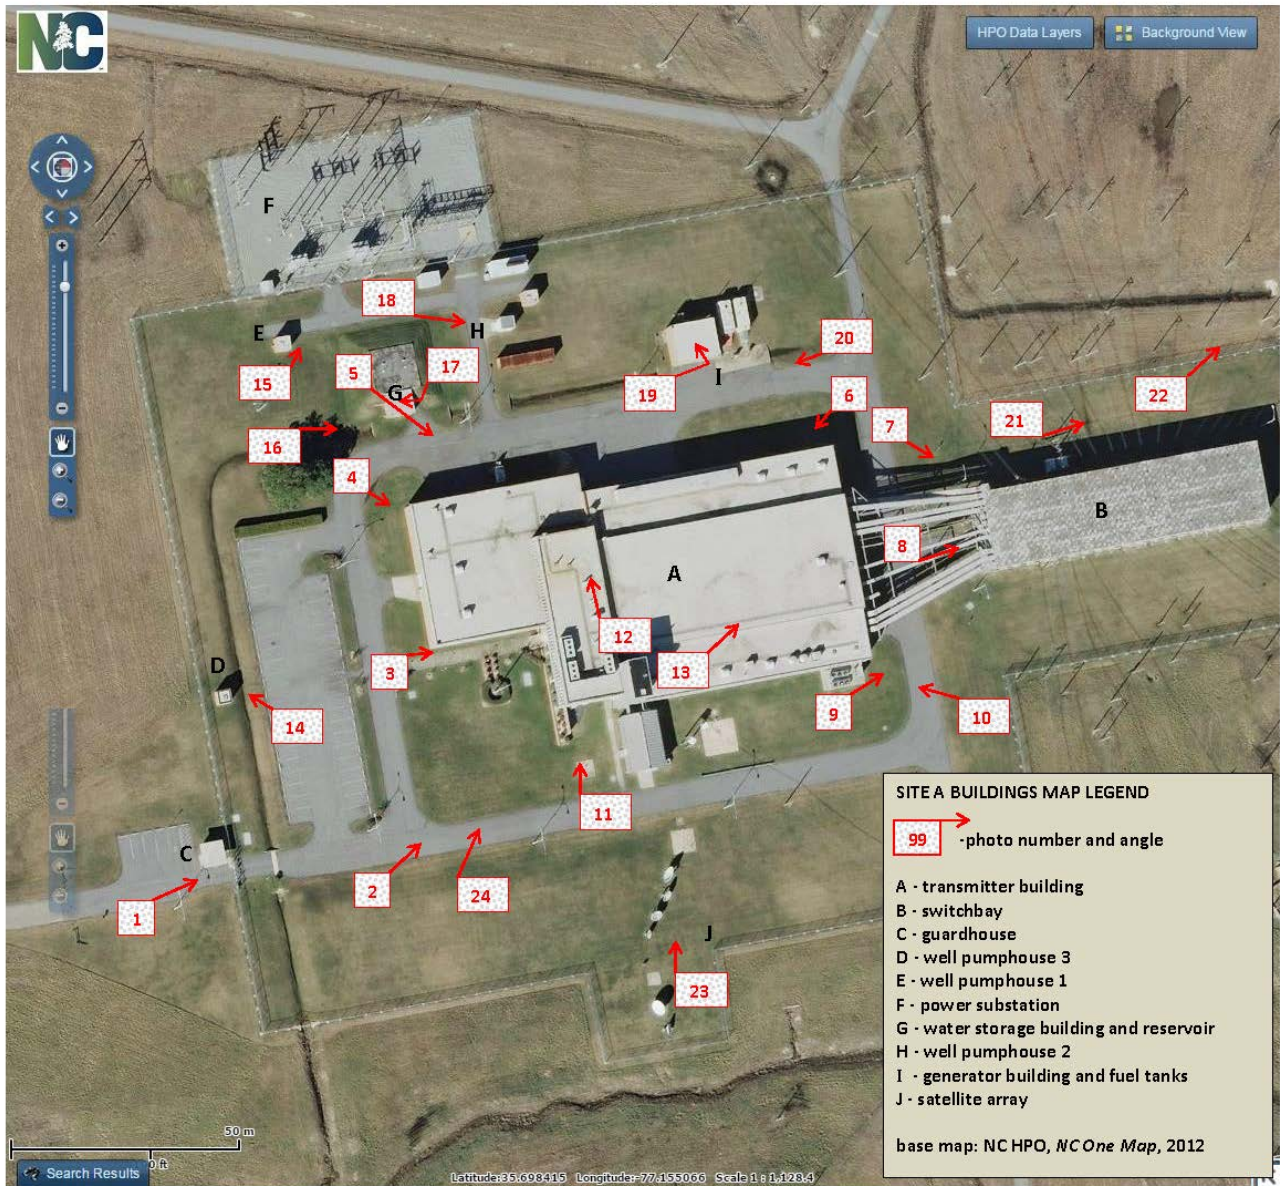 NC
HPO Data Layers
Background View
F
18
E
H
15
5
17
G
19
I
20
6
7
21
22
16
4
B
8
A
12
3
13
D
14
9
10
11
C
1
2
24
J
23
SITE A BUILDINGS MAP LEGEND
99 -photo number and angle
A - transmitter building
B - switchbay
C - guardhouse
D - well pumphouse 3
E - well pumphouse 1
F - power substation
G - water storage building and reservoir
H - well pumphouse 2
I - generator building and fuel tanks
J - satellite array
base map: NC HPO, NC One Map, 2012
50 m
0 ft
Search Results
Latitude:35.698415 Longitude:-77.155066 Scale 1 : 1,128.4